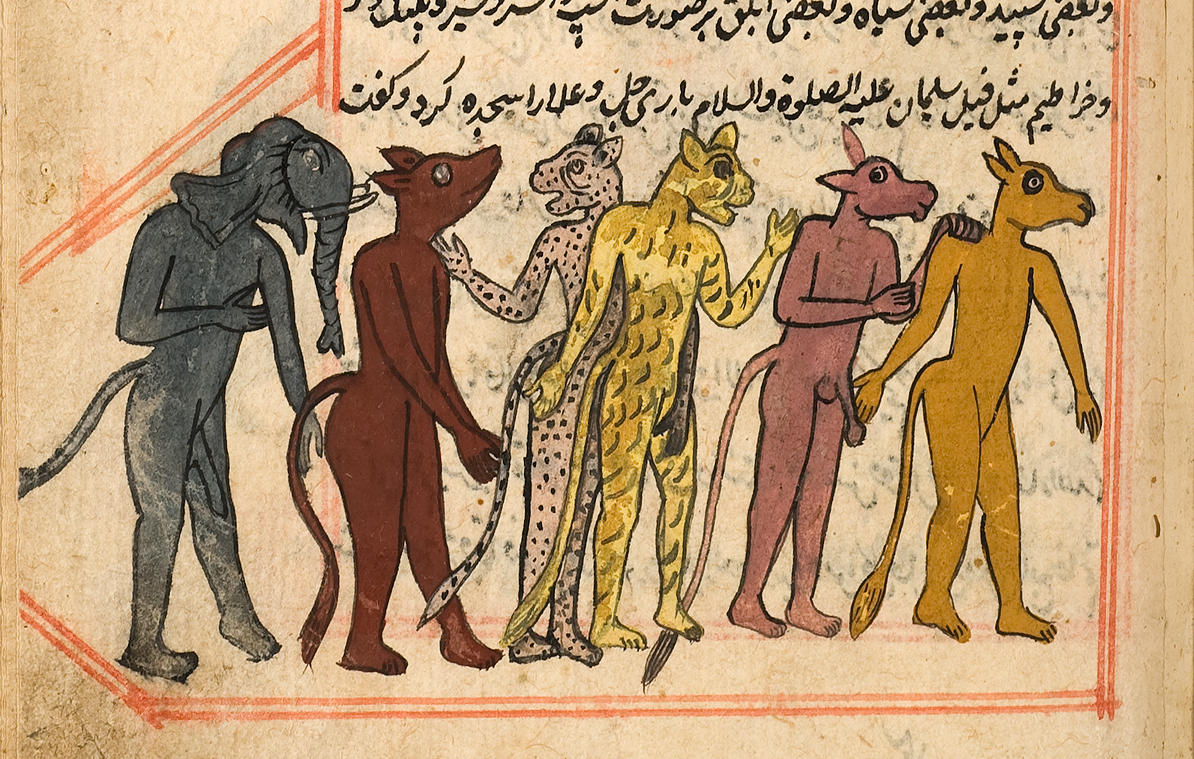 وبعضی سپید وبعضی سیاه وبعضی ابلق بر صورت اسپ
وخراطیم مثل فیل سلیمان علیه الصلوة والسلام باری جل وعلا را سجده کرد وگفت